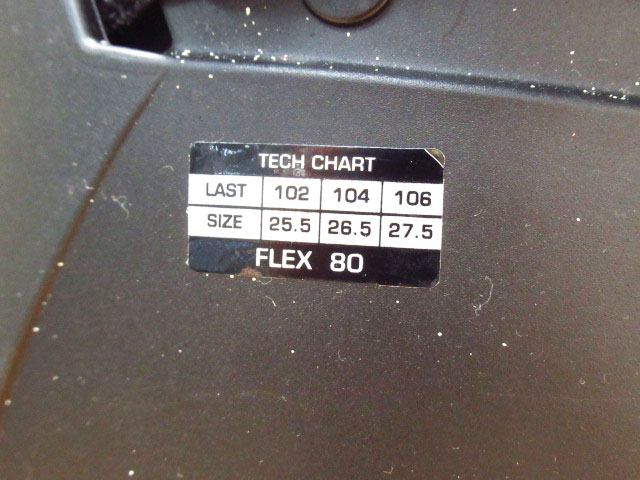 TECH CHART
LAST 102 104 106
SIZE 25.5 26.5 27.5
FLEX 80